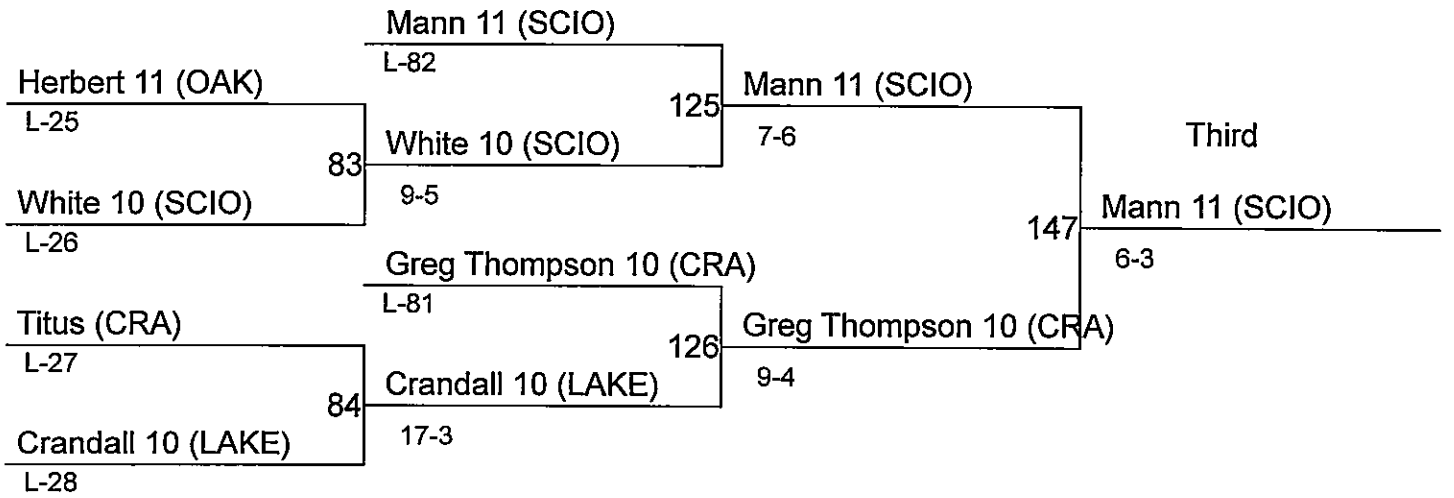 Mann 11 (SCIO)
L-82
Herbert 11 (OAK)
L-25
125
Mann 11 (SCIO)
7-6
Third
83
White 10 (SCIO)
9-5
White 10 (SCIO)
L-26
147
Mann 11 (SCIO)
6-3
Greg Thompson 10 (CRA)
L-81
Titus (CRA)
L-27
126
Greg Thompson 10 (CRA)
9-4
84
Crandall 10 (LAKE)
17-3
Crandall 10 (LAKE)
L-28